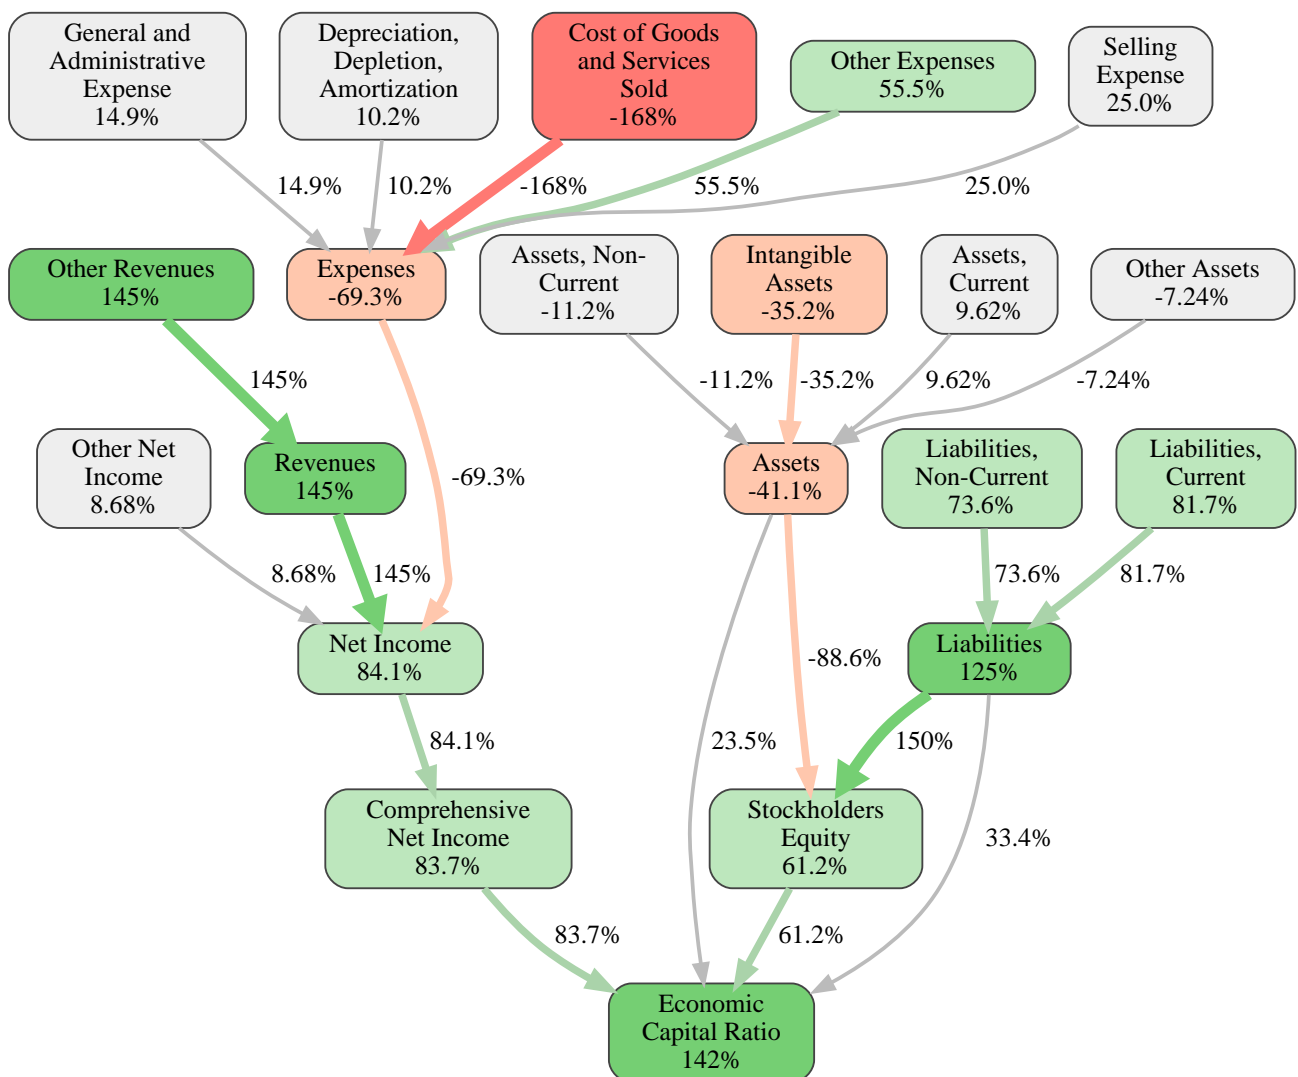 General and
Administrative
Expense
14.9%
Depreciation,
Depletion,
Amortization
10.2%
Cost of Goods
and Services
Sold
-168%
Other Expenses
55.5%
Selling
Expense
25.0%
14.9%
10.2%
-168%
55.5%
25.0%
Other Revenues
145%
Expenses
-69.3%
Assets, Non-
Current
-11.2%
Intangible
Assets
-35.2%
Assets,
Current
9.62%
Other Assets
-7.24%
145%
-11.2%
-35.2%
9.62%
-7.24%
Other Net
Income
8.68%
Revenues
145%
-69.3%
Assets
-41.1%
Liabilities,
Non-Current
73.6%
Liabilities,
Current
81.7%
8.68%
145%
73.6%
81.7%
Net Income
84.1%
-88.6%
Liabilities
125%
84.1%
23.5%
150%
Comprehensive
Net Income
83.7%
Stockholders
Equity
61.2%
33.4%
83.7%
61.2%
Economic
Capital Ratio
142%